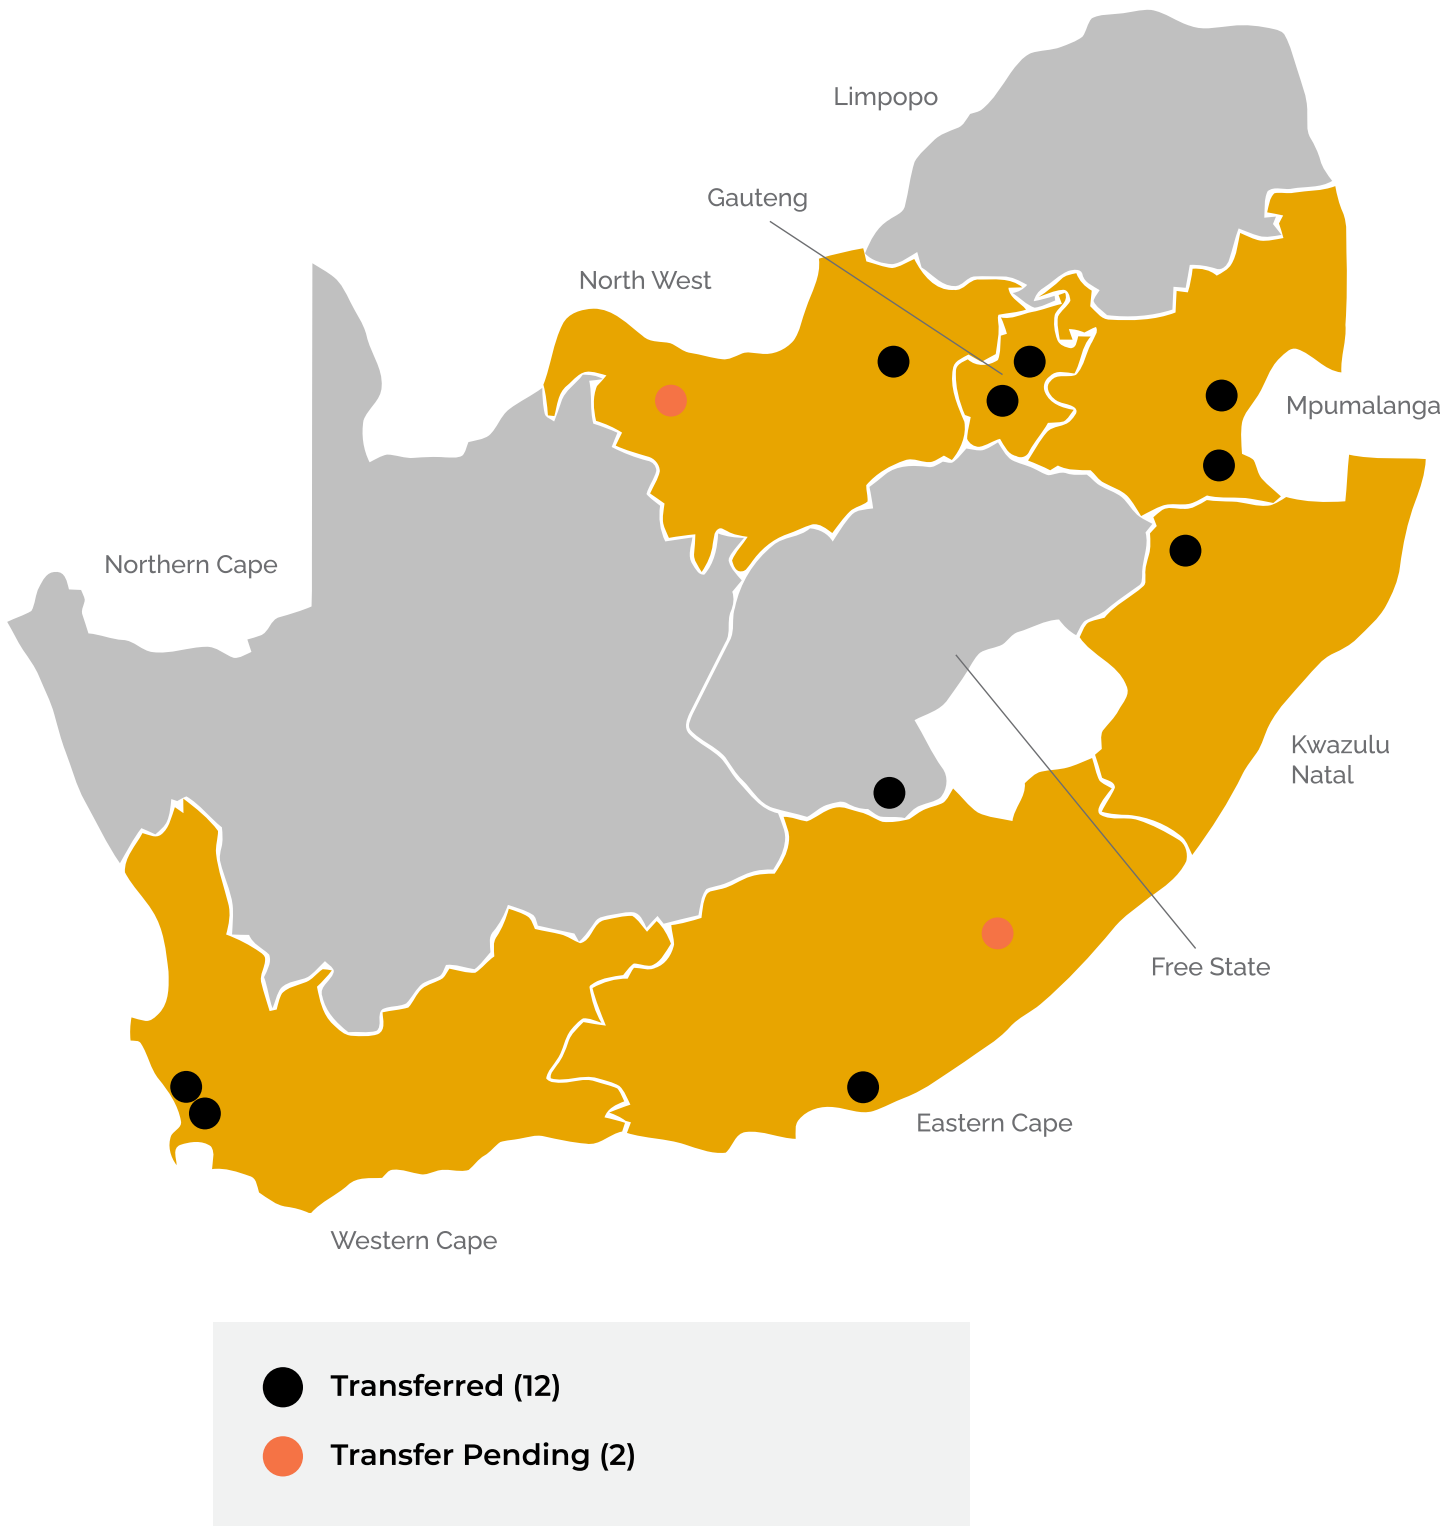 Limpopo
Gauteng
North West
Mpumalanga
Northern Cape
Kwazulu
Natal
Free State
Eastern Cape
Western Cape
Transferred (12)
Transfer Pending (2)